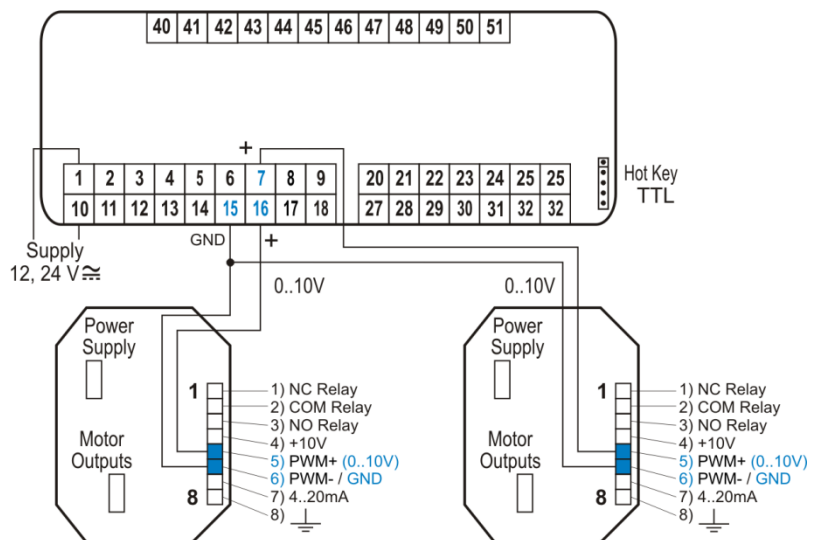 40 41 42 43 44 45 46 47 48 49 50 51
+
1 2 3 4 5 6 7 8 9 20 21 22 23 24 25 25
10 11 12 13 14 15 16 17 18 27 28 29 30 31 32 32
Hot Key
TTL
Supply
12, 24 V
GND
+
0..10V
0..10V
Power
Supply
Motor
Outputs
1
8
1) NC Relay
2) COM Relay
3) NO Relay
4) +10V
5) PWM+ (0..10V)
6) PWM- / GND
7) 4..20mA
8)
Power
Supply
Motor
Outputs
1
8
1) NC Relay
2) COM Relay
3) NO Relay
4) +10V
5) PWM+ (0..10V)
6) PWM- / GND
7) 4..20mA
8)